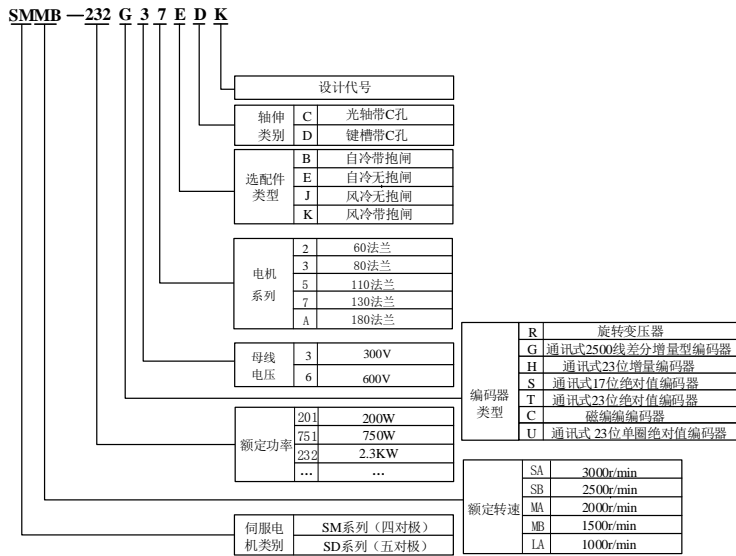 SMMB—232 G 3 7 E D K
设计代号
轴伸类别
C 光轴带C孔
D 键槽带C孔
选配件类型
B 自冷带抱闸
E 自冷无抱闸
J 风冷无抱闸
K 风冷带抱闸
电机系列
2 60法兰
3 80法兰
5 110法兰
7 130法兰
A 180法兰
母线电压
3 300V
6 600V
编码器类型
R 旋转变压器
G 通讯式2500线差分增量型编码器
H 通讯式23位增量编码器
S 通讯式17位绝对值编码器
T 通讯式23位绝对值编码器
C 磁编编编码器
U 通讯式 23位单圈绝对值编码器
额定功率
201 200W
751 750W
232 2.3KW
... ...
额定转速
SA 3000r/min
SB 2500r/min
MA 2000r/min
MB 1500r/min
LA 1000r/min
伺服电机类别
SM系列（四对极）
SD系列（五对极）